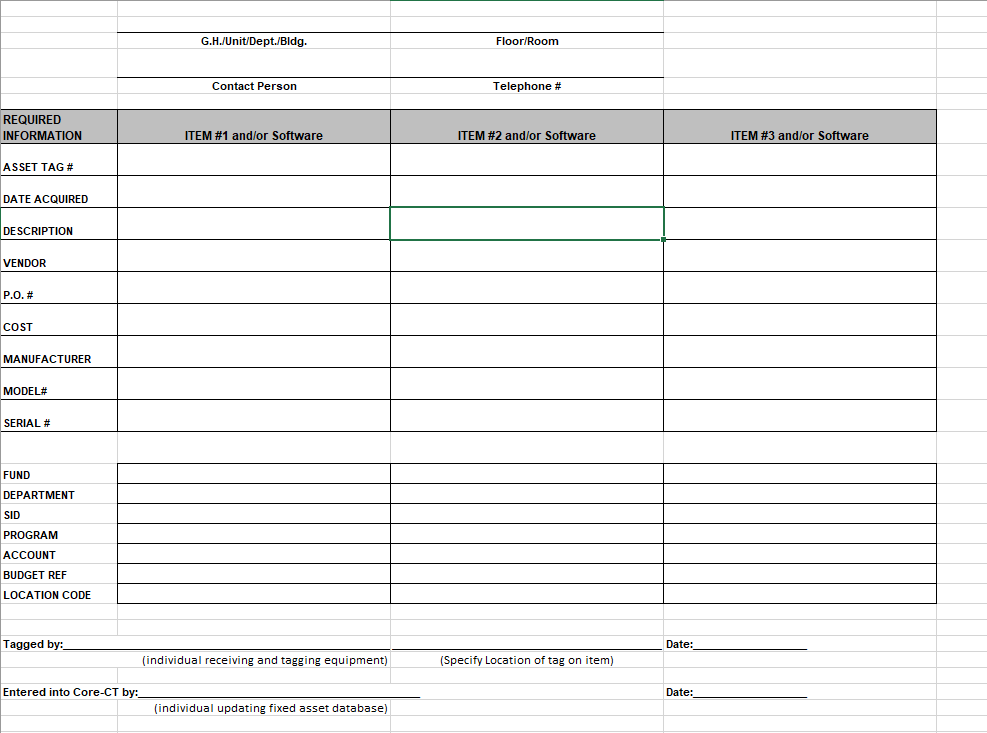 G.H./Unit/Dept./Bldg. Floor/Room
Contact Person Telephone #
REQUIRED
INFORMATION ITEM #1 and/or Software ITEM #2 and/or Software ITEM #3 and/or Software
ASSET TAG #
DATE ACQUIRED
DESCRIPTION
VENDOR
P.O. #
COST
MANUFACTURER
MODEL#
SERIAL #
FUND
DEPARTMENT
SID
PROGRAM
ACCOUNT
BUDGET REF
LOCATION CODE
Tagged by: Date:
(individual receiving and tagging equipment) (Specify Location of tag on item)
Entered into Core-CT by: Date:
(individual updating fixed asset database)